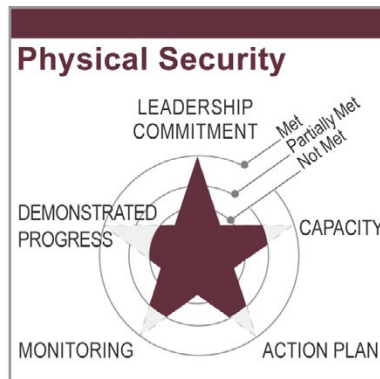 Physical Security
LEADERSHIP
COMMITMENT
Met
Partially Met
Not Met
DEMONSTRATED
PROGRESS
CAPACITY
MONITORING
ACTION PLAN